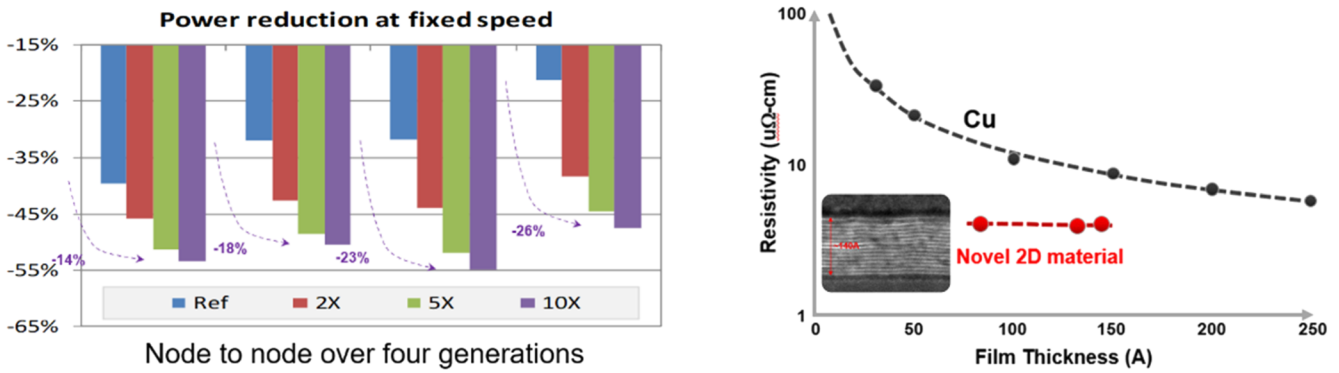 Power reduction at fixed speed
-15%
-25%
-35%
-45%
-55%
-65%
-14%
-18%
-23%
-26%
Ref 2X 5X 10X
Node to node over four generations
Resistivity (uΩ-cm)
100
10
1
Cu
~140A
Novel 2D material
0 50 100 150 200 250
Film Thickness (A)